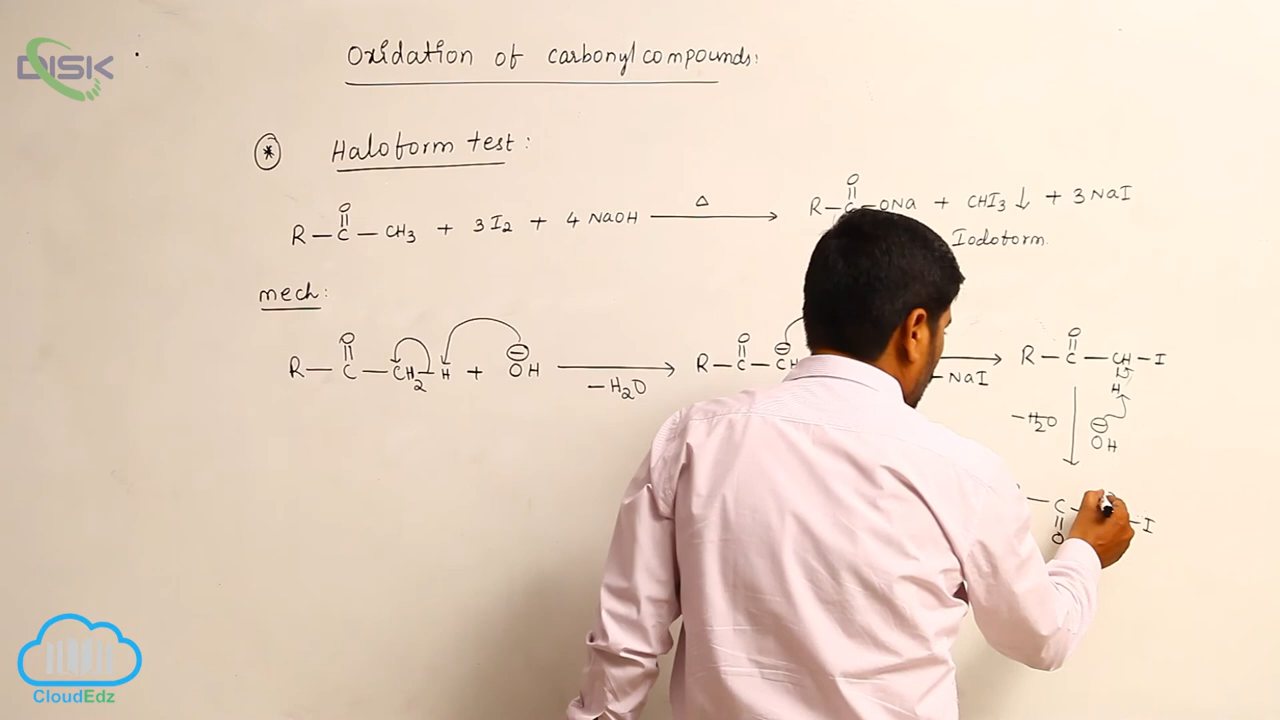 DISK
Oxidation of carbonyl compounds:
* Haloform test:
O
R — C — CH3 + 3 I2 + 4 NaOH Δ → R — C — ONa + CHI3 ↓ + 3 NaI
O
Iodoform
mech:
O O O
R — C — CH2 — H + ⊖OH → R — C — CH⊖ → R — C — CH — I
−H2O − NaI H
−H2O ⊖
OH
— C — I
O
CloudEdz